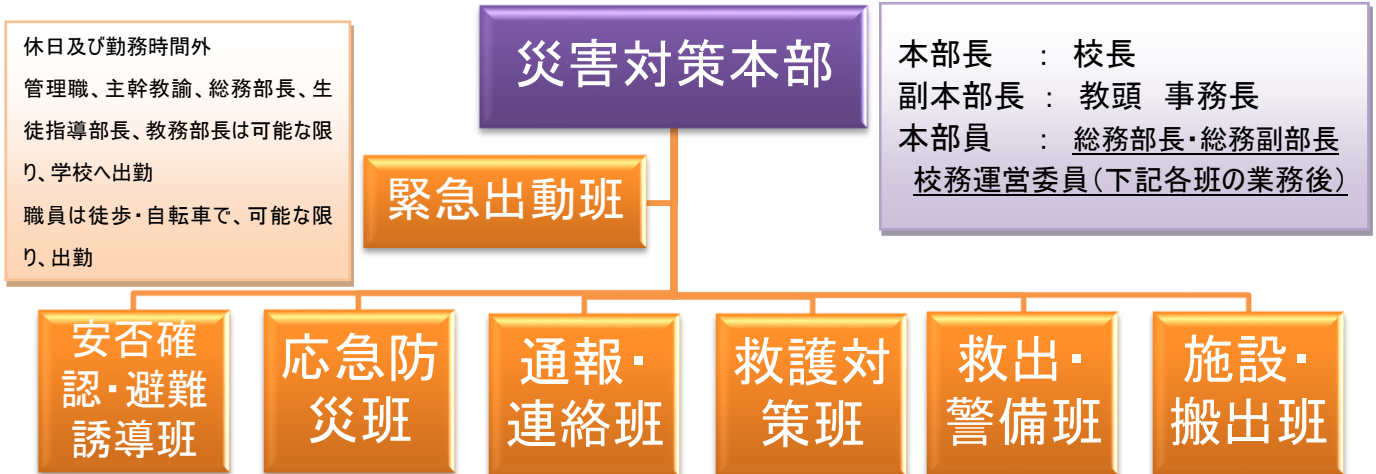 休日及び勤務時間外
管理職、主幹教諭、総務部長、生
徒指導部長、教務部長は可能な限
り、学校へ出勤
職員は徒歩・自転車で、可能な限
り、出勤
災害対策本部
本部長 : 校長
副本部長 : 教頭 事務長
本部員 : 総務部長・総務副部長
校務運営委員(下記各班の業務後)
緊急出動班
安否確
認・避難
誘導班
応急防
災班
通報・
連絡班
救護対
策班
救出・
警備班
施設・
搬出班